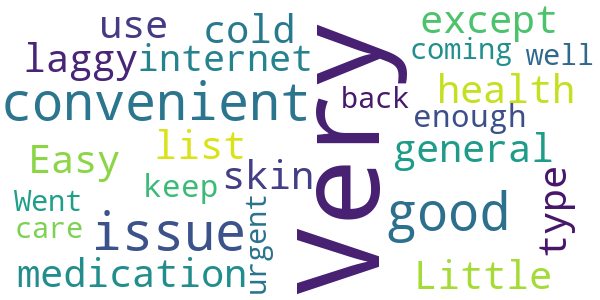 use
cold
laggy
internet
convenient
list
Easy
skin
keep
Went
care
issue
urgent
medication
very
back
except
coming
well
health
enough
general
type
good
Little